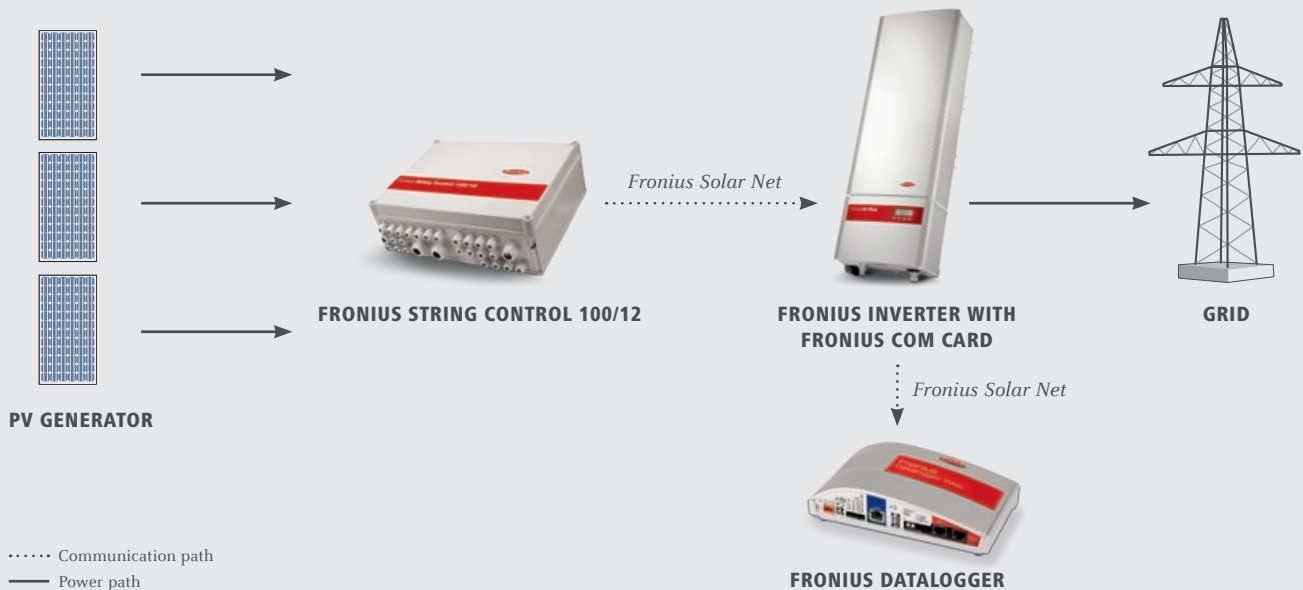 Fronius Solar Net
FRONIUS STRING CONTROL 100/12
FRONIUS INVERTER WITH
FRONIUS COM CARD
GRID
Fronius Solar Net
PV GENERATOR
Communication path
Power path
FRONIUS DATALOGGER